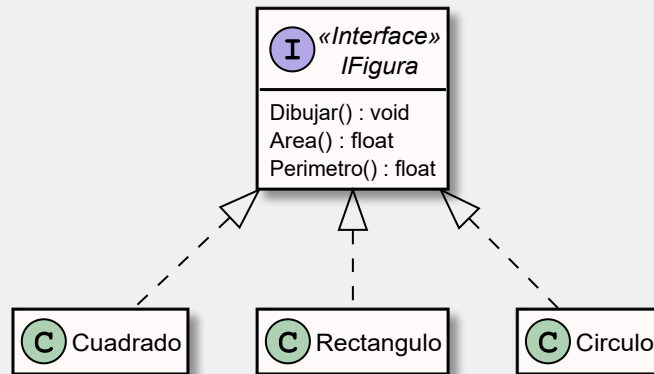 I «Interface»
IFigura
Dibujar() : void
Area() : float
Perimetro() : float
C Cuadrado
C Rectangulo
C Circulo